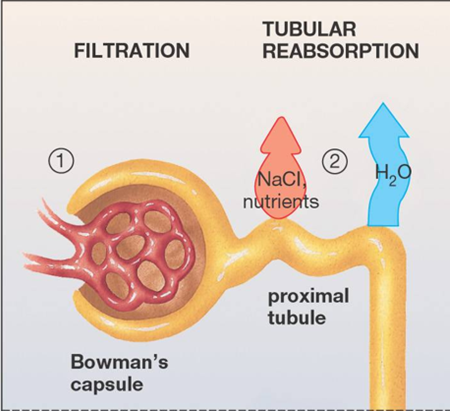 FILTRATION
TUBULAR
REABSORPTION
1
2
NaCl,
nutrients
H₂O
proximal
tubule
Bowman's
capsule